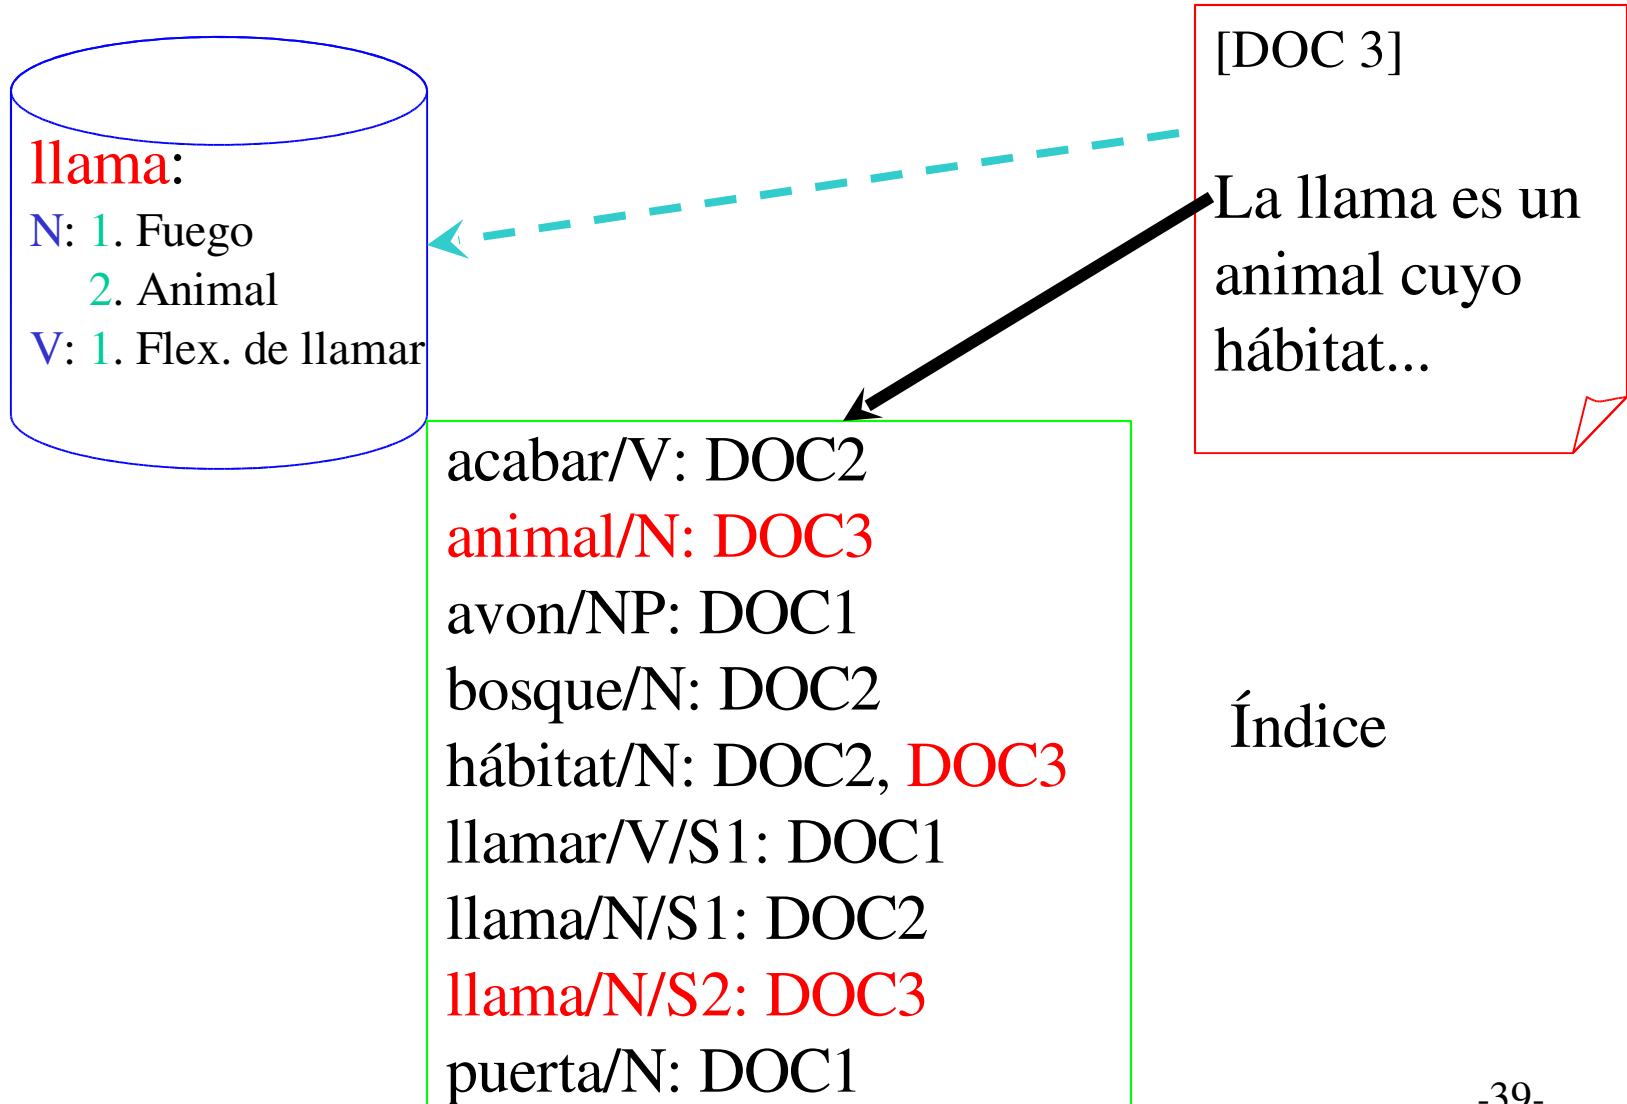 llama:
N: 1. Fuego
2. Animal
V: 1. Flex. de llamar
[DOC 3]
La llama es un
animal cuyo
hábitat...
acabar/V: DOC2
animal/N: DOC3
avon/NP: DOC1
bosque/N: DOC2
hábitat/N: DOC2, DOC3
llamar/V/S1: DOC1
llama/N/S1: DOC2
llama/N/S2: DOC3
puerta/N: DOC1
Índice
-39-